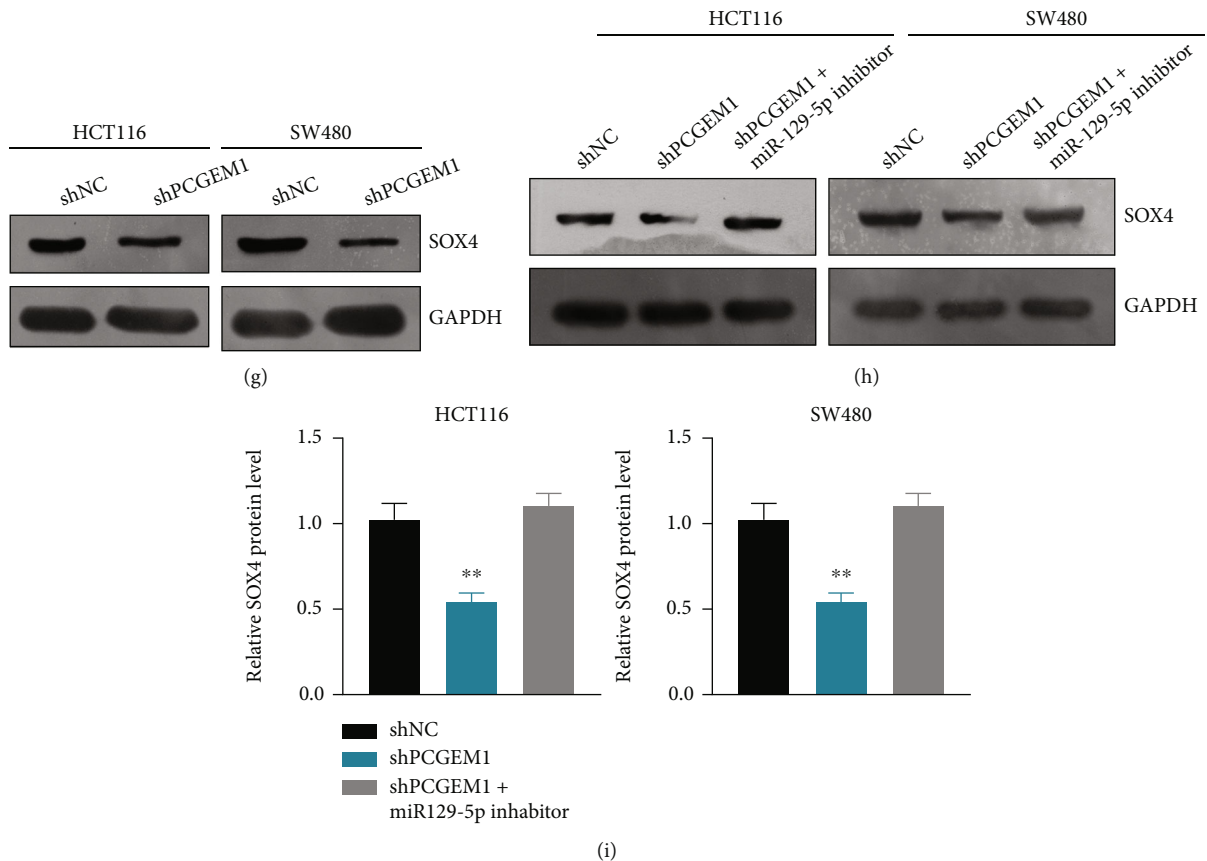 HCT116
SW480
shNC
shPCGEM1
shNC
shPCGEM1
SOX4
GAPDH
(g)
HCT116
SW480
shNC
shPCGEM1
shPCGEM1 +
miR-129-5p inhibitor
shNC
shPCGEM1
shPCGEM1 +
miR-129-5p inhibitor
SOX4
GAPDH
(h)
HCT116
Relative SOX4 protein level
1.5
1.0
0.5
0.0
**
SW480
Relative SOX4 protein level
1.5
1.0
0.5
0.0
**
shNC
shPCGEM1
shPCGEM1 +
miR129-5p inhabitor
(i)